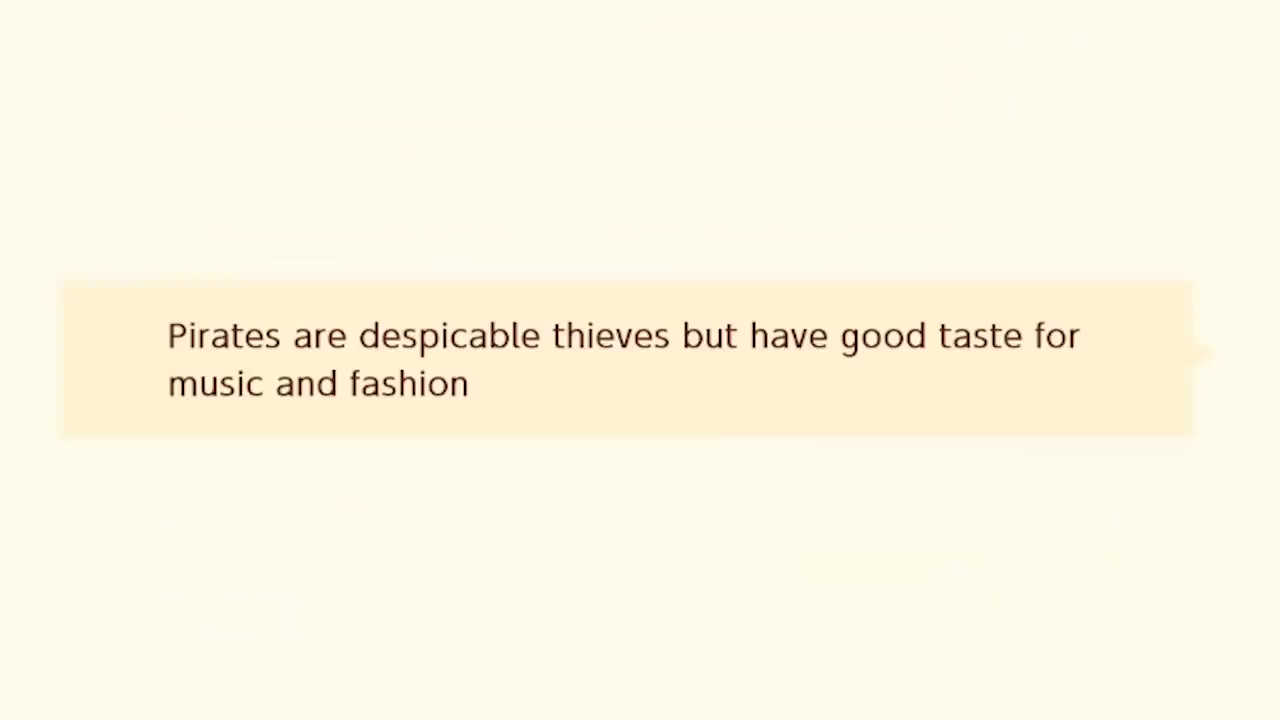 Pirates are despicable thieves but have good taste for
music and fashion